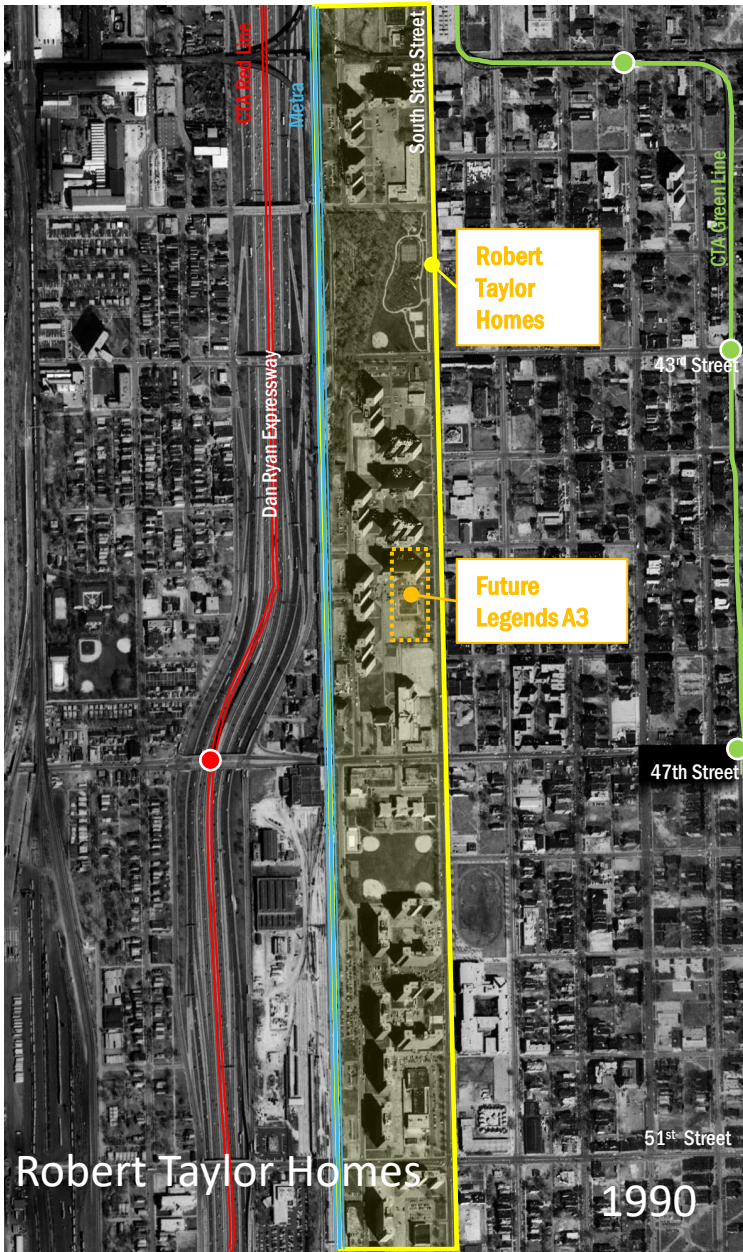 CTA Red Line
Metra
South State Street
CTA Green Line
Robert
Taylor
Homes
43rd Street
Dan Ryan Expressway
Future
Legends A3
47th Street
51st Street
Robert Taylor Homes
1990